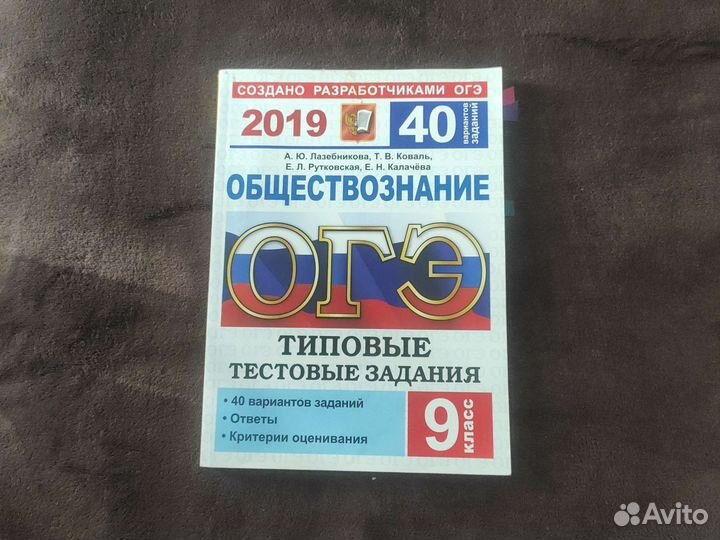 СОЗДАНО РАЗРАБОТЧИКАМИ ОГЭ
2019
40
вариантов
заданий
А. Ю. Лазебникова, Т. В. Коваль,
Е. Л. Рутковская, Е. Н. Калачёва
ОБЩЕСТВОЗНАНИЕ
ОГЭ
ТИПОВЫЕ
ТЕСТОВЫЕ ЗАДАНИЯ
• 40 вариантов заданий
• Ответы
• Критерии оценивания
9
класс
Avito